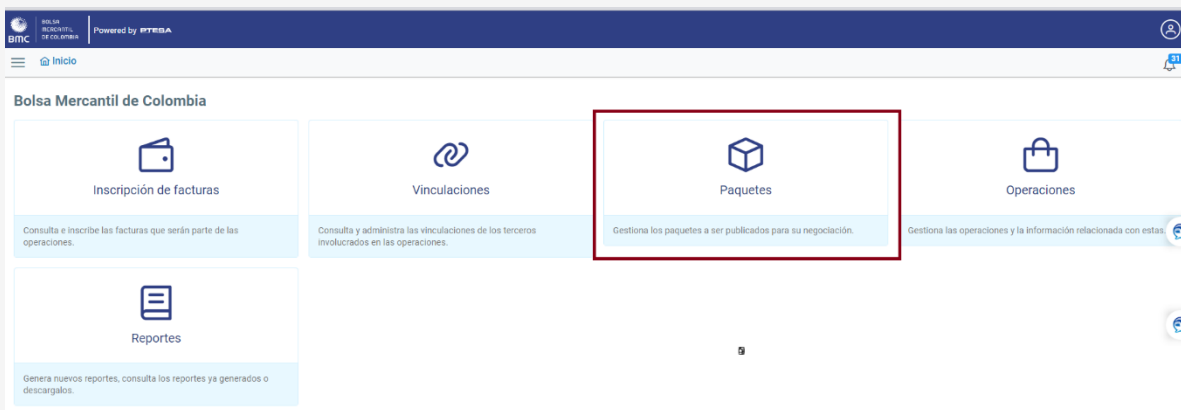 BMC
BOLSA
MERCANTIL
DE COLOMBIA
Powered by PTESA
Inicio
31
Bolsa Mercantil de Colombia
Inscripción de facturas
Vinculaciones
Paquetes
Operaciones
Consulta e inscribe las facturas que serán parte de las
operaciones.
Consulta y administra las vinculaciones de los terceros
involucrados en las operaciones.
Gestiona los paquetes a ser publicados para su negociación.
Gestiona las operaciones y la información relacionada con estas.
Reportes
Genera nuevos reportes, consulta los reportes ya generados o
descargalos.